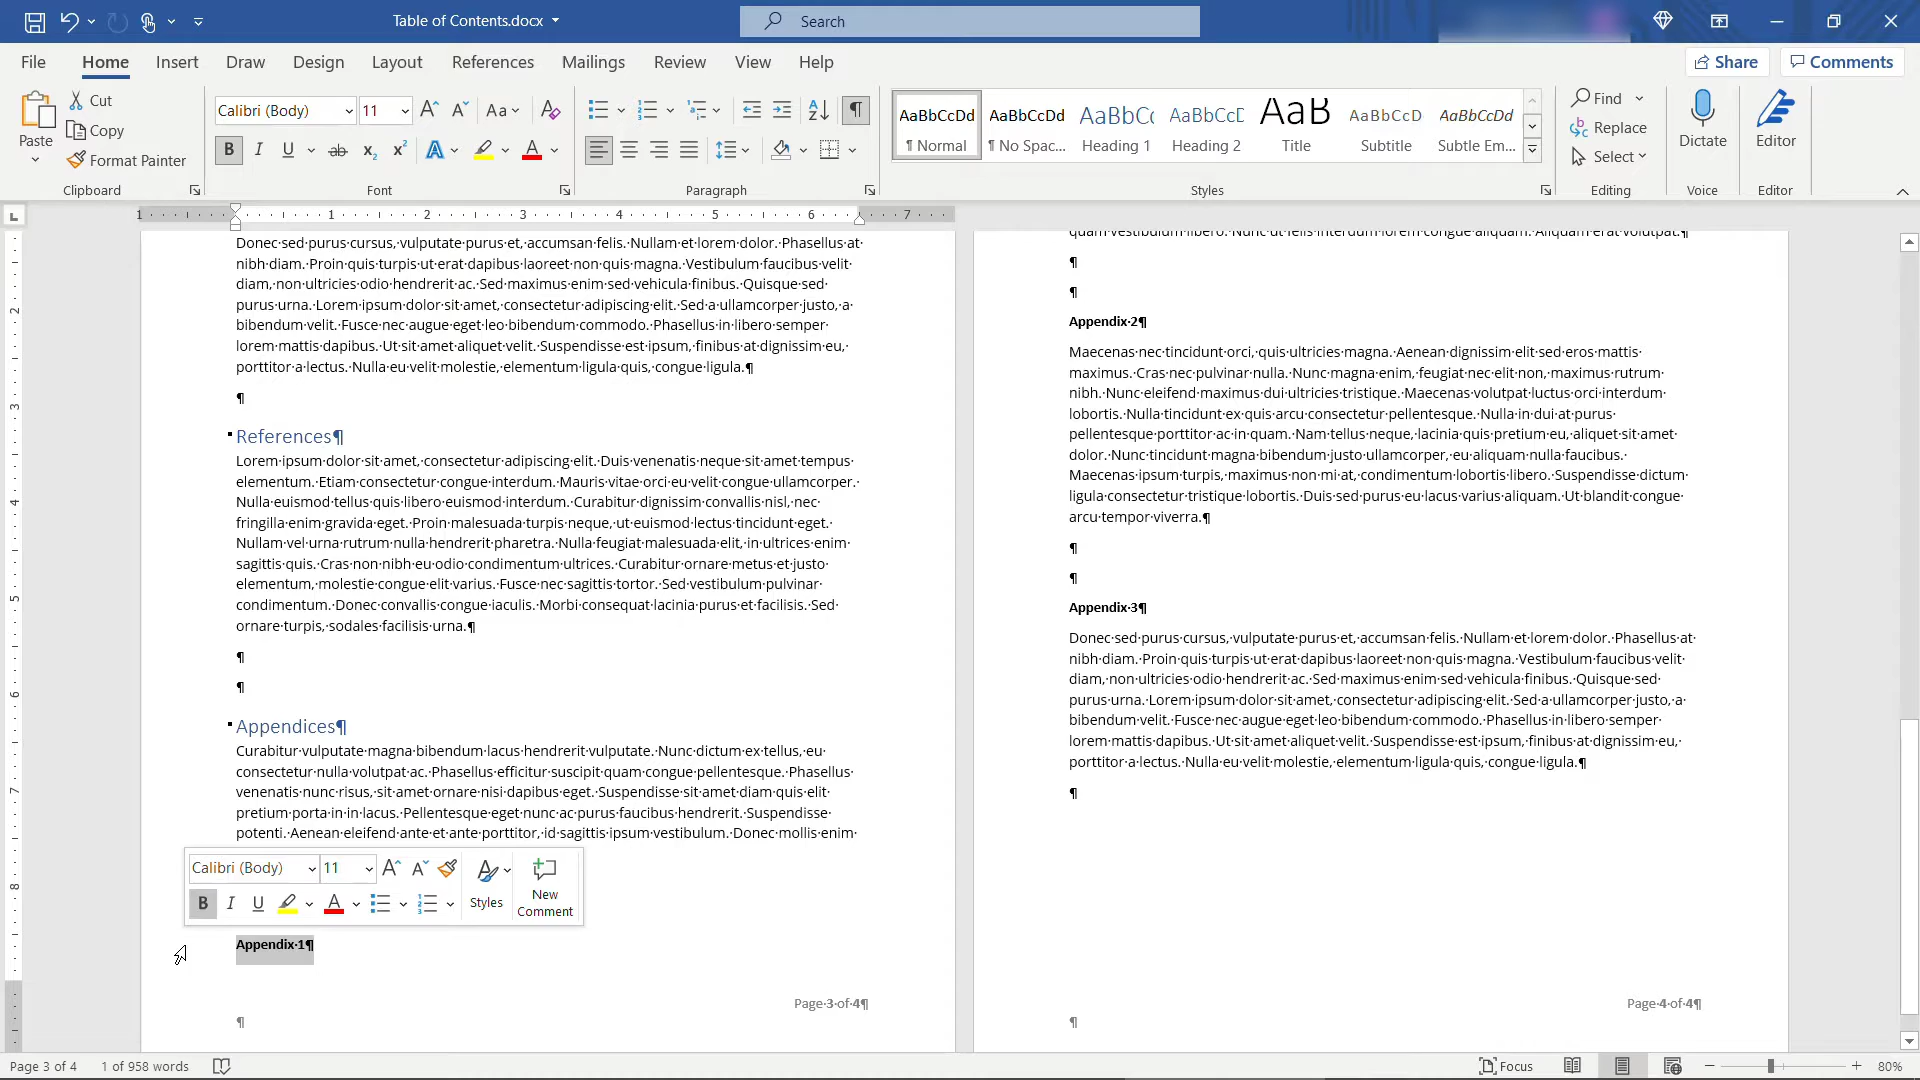 Table of Contents.docx
Search
File Home Insert Draw Design Layout References Mailings Review View Help
Share Comments
Paste
Cut
Copy
Format Painter
Clipboard
Calibri (Body) 11
Aa
B I U ab x₂ x² A A
Font
Paragraph
AaBbCcDd AaBbCcDd AaBbC AaBbCcD AaB AaBbCcD AaBbCcDd
¶ Normal ¶ No Spac... Heading 1 Heading 2 Title Subtitle Subtle Em...
Styles
Find
Replace
Select
Editing
Dictate
Voice
Editor
Editor
1 1 2 3 4 5 6 7
2
3
4
5
6
7
8
Donec·sed·purus·cursus,·vulputate·purus·et,·accumsan·felis.·Nullam·et·lorem·dolor.·Phasellus·at·
nibh·diam.·Proin·quis·turpis·ut·erat·dapibus·laoreet·non·quis·magna.·Vestibulum·faucibus·velit·
diam,·non·ultricies·odio·hendrerit·ac.·Sed·maximus·enim·sed·vehicula·finibus.·Quisque·sed·
purus·urna.·Lorem·ipsum·dolor·sit·amet,·consectetur·adipiscing·elit.·Sed·a·ullamcorper·justo,·a·
bibendum·velit.·Fusce·nec·augue·eget·leo·bibendum·commodo.·Phasellus·in·libero·semper·
lorem·mattis·dapibus.·Ut·sit·amet·aliquet·velit.·Suspendisse·est·ipsum,·finibus·at·dignissim·eu,·
porttitor·a·lectus.·Nulla·eu·velit·molestie,·elementum·ligula·quis,·congue·ligula.¶
¶
References¶
Lorem·ipsum·dolor·sit·amet,·consectetur·adipiscing·elit.·Duis·venenatis·neque·sit·amet·tempus·
elementum.·Etiam·consectetur·congue·interdum.·Mauris·vitae·orci·eu·velit·congue·ullamcorper.·
Nulla·euismod·tellus·quis·libero·euismod·interdum.·Curabitur·dignissim·convallis·nisl,·nec·
fringilla·enim·gravida·eget.·Proin·malesuada·turpis·neque,·ut·euismod·lectus·tincidunt·eget.·
Nullam·vel·urna·rutrum·nulla·hendrerit·pharetra.·Nulla·feugiat·malesuada·elit,·in·ultrices·enim·
sagittis·quis.·Cras·non·nibh·eu·odio·condimentum·ultrices.·Curabitur·ornare·metus·et·justo·
elementum,·molestie·congue·elit·varius.·Fusce·nec·sagittis·tortor.·Sed·vestibulum·pulvinar·
condimentum.·Donec·convallis·congue·iaculis.·Morbi·consequat·lacinia·purus·et·facilisis.·Sed·
ornare·turpis,·sodales·facilisis·urna.¶
¶
¶
Appendices¶
Curabitur·vulputate·magna·bibendum·lacus·hendrerit·vulputate.·Nunc·dictum·ex·tellus,·eu·
consectetur·nulla·volutpat·ac.·Phasellus·efficitur·suscipit·quam·congue·pellentesque.·Phasellus·
venenatis·nunc·risus,·sit·amet·ornare·nisi·dapibus·eget.·Suspendisse·sit·amet·diam·quis·elit·
pretium·porta·in·in·lacus.·Pellentesque·eget·nunc·ac·purus·faucibus·hendrerit.·Suspendisse·
potenti.·Aenean·eleifend·ante·et·ante·porttitor,·id·sagittis·ipsum·vestibulum.·Donec·mollis·enim·
Calibri (Body) 11
B I U A
Styles
New
Comment
Appendix·1¶
Page·3·of·4¶
¶
quam·vestibulum·libero.·Nunc·ut·felis·interdum·lorem·congue·aliquam.·Aliquam·erat·volutpat.¶
¶
¶
Appendix·2¶
Maecenas·nec·tincidunt·orci,·quis·ultricies·magna.·Aenean·dignissim·elit·sed·eros·mattis·
maximus.·Cras·nec·pulvinar·nulla.·Nunc·magna·enim,·feugiat·nec·elit·non,·maximus·rutrum·
nibh.·Nunc·eleifend·maximus·dui·ultricies·tristique.·Maecenas·volutpat·luctus·orci·interdum·
lobortis.·Nulla·tincidunt·ex·quis·arcu·consectetur·pellentesque.·Nulla·in·dui·at·purus·
pellentesque·porttitor·ac·in·quam.·Nam·tellus·neque,·lacinia·quis·pretium·eu,·aliquet·sit·amet·
dolor.·Nunc·tincidunt·magna·bibendum·justo·ullamcorper,·eu·aliquam·nulla·faucibus.·
Maecenas·ipsum·turpis,·maximus·non·mi·at,·condimentum·lobortis·libero.·Suspendisse·dictum·
ligula·consectetur·tristique·lobortis.·Duis·sed·purus·eu·lacus·varius·aliquam.·Ut·blandit·congue·
arcu·tempor·viverra.¶
¶
¶
Appendix·3¶
Donec·sed·purus·cursus,·vulputate·purus·et,·accumsan·felis.·Nullam·et·lorem·dolor.·Phasellus·at·
nibh·diam.·Proin·quis·turpis·ut·erat·dapibus·laoreet·non·quis·magna.·Vestibulum·faucibus·velit·
diam,·non·ultricies·odio·hendrerit·ac.·Sed·maximus·enim·sed·vehicula·finibus.·Quisque·sed·
purus·urna.·Lorem·ipsum·dolor·sit·amet,·consectetur·adipiscing·elit.·Sed·a·ullamcorper·justo,·a·
bibendum·velit.·Fusce·nec·augue·eget·leo·bibendum·commodo.·Phasellus·in·libero·semper·
lorem·mattis·dapibus.·Ut·sit·amet·aliquet·velit.·Suspendisse·est·ipsum,·finibus·at·dignissim·eu,·
porttitor·a·lectus.·Nulla·eu·velit·molestie,·elementum·ligula·quis,·congue·ligula.¶
¶
Page·4·of·4¶
¶
Page 3 of 4 1 of 958 words
Focus
80%